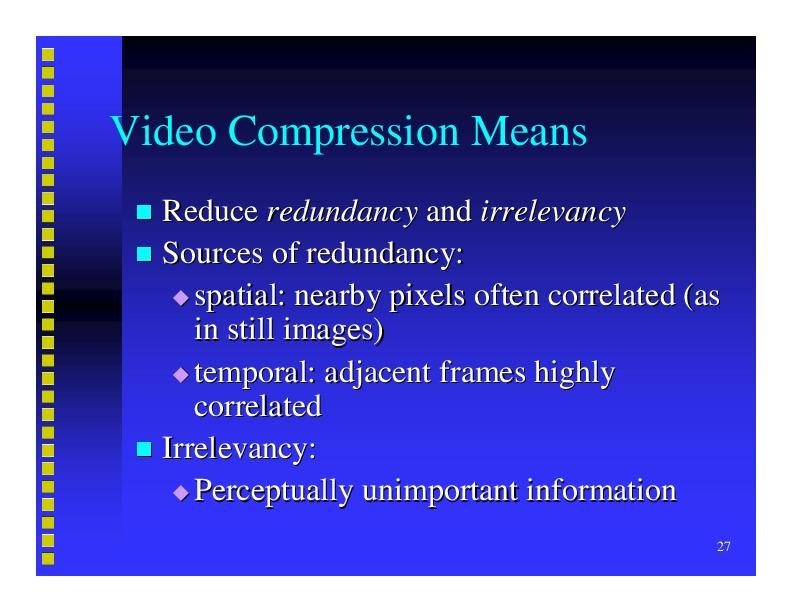 Video Compression Means
Reduce redundancy and irrelevancy
Sources of redundancy:
spatial: nearby pixels often correlated (as
in still images)
temporal: adjacent frames highly
correlated
Irrelevancy:
Perceptually unimportant information
27